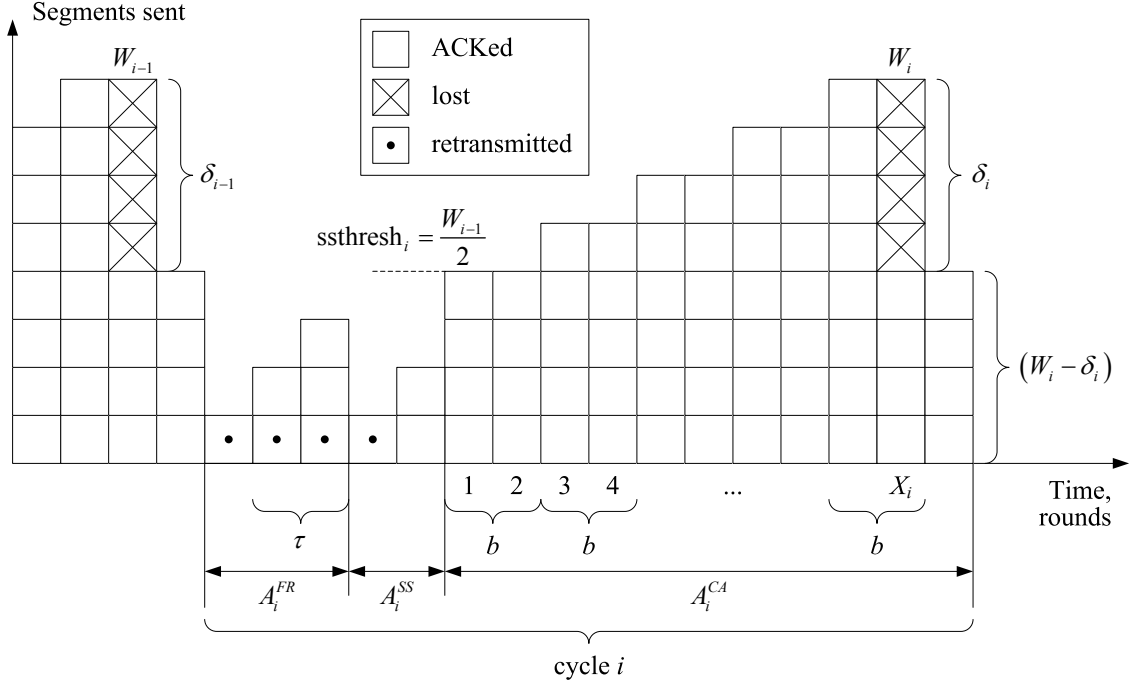 Segments sent
ACKed
lost
retransmitted
W_{i−1}
W_i
δ_{i−1}
δ_i
ssthresh_i = W_{i−1}/2
(W_i − δ_i)
1 2 3 4 ... X_i
Time,
rounds
τ b b b
A_i^{FR} A_i^{SS} A_i^{CA}
cycle i